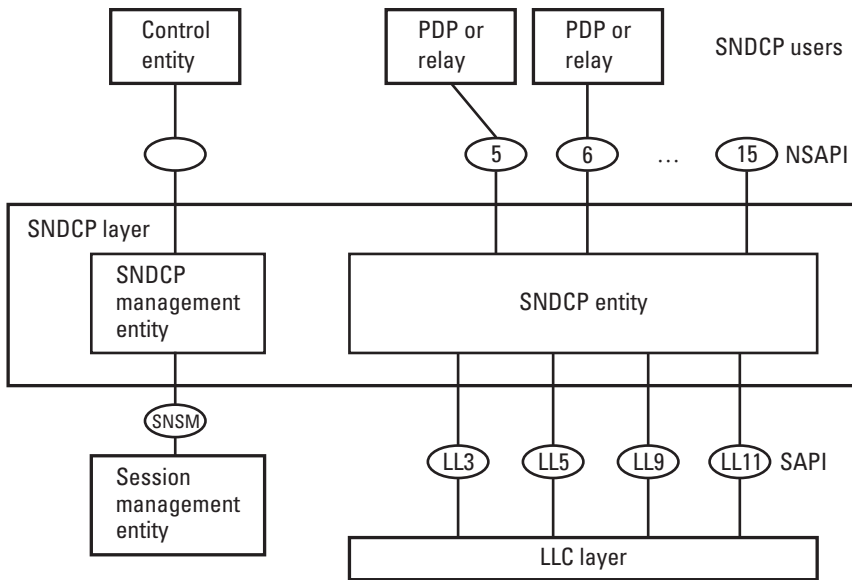 Control
entity
PDP or
relay
PDP or
relay
SNDCP users
5
6
...
15
NSAPI
SNDCP layer
SNDCP
management
entity
SNDCP entity
SNSM
LL3
LL5
LL9
LL11
SAPI
Session
management
entity
LLC layer